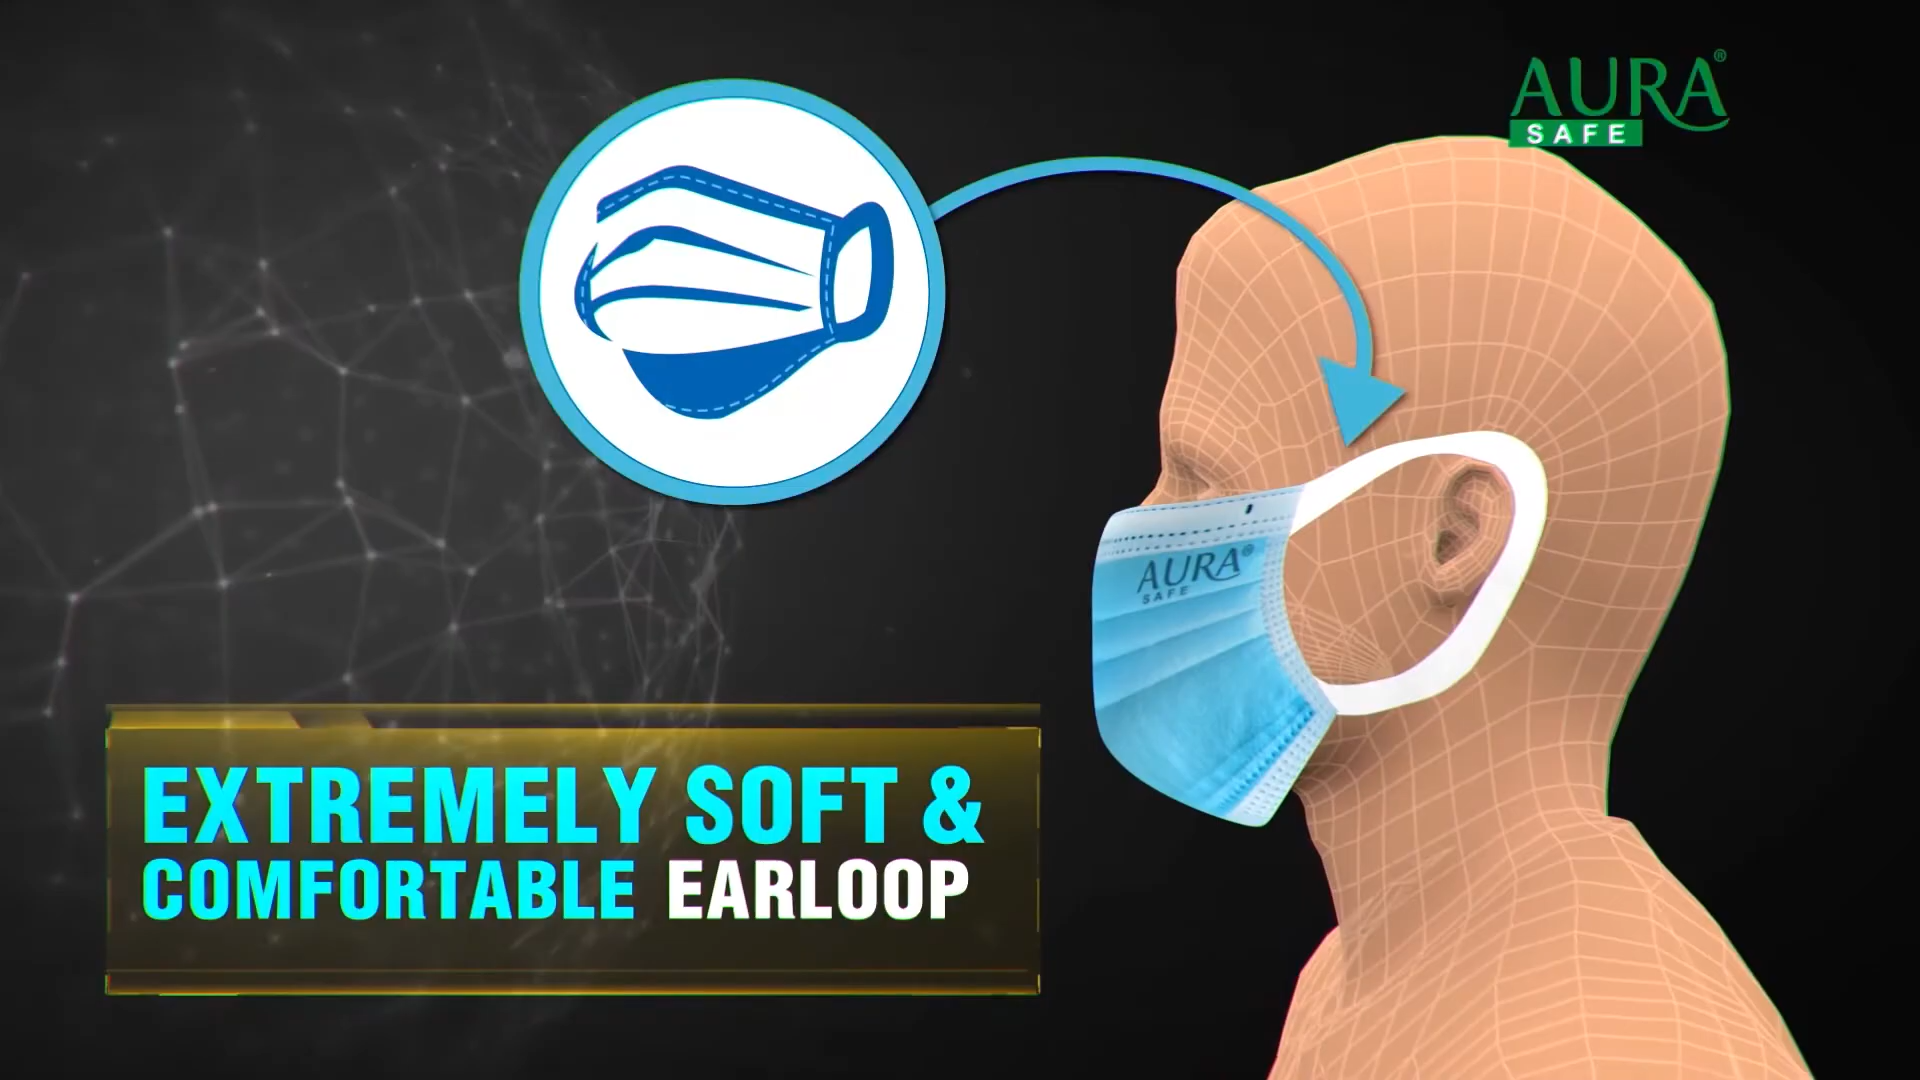 AURA®
SAFE
AURA®
SAFE
EXTREMELY SOFT &
COMFORTABLE EARLOOP